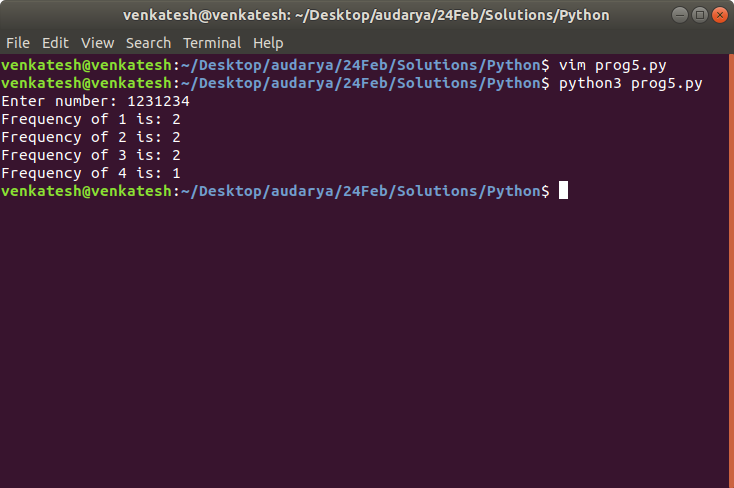 venkatesh@venkatesh: ~/Desktop/audarya/24Feb/Solutions/Python
File Edit View Search Terminal Help
venkatesh@venkatesh:~/Desktop/audarya/24Feb/Solutions/Python$ vim prog5.py
venkatesh@venkatesh:~/Desktop/audarya/24Feb/Solutions/Python$ python3 prog5.py
Enter number: 1231234
Frequency of 1 is: 2
Frequency of 2 is: 2
Frequency of 3 is: 2
Frequency of 4 is: 1
venkatesh@venkatesh:~/Desktop/audarya/24Feb/Solutions/Python$